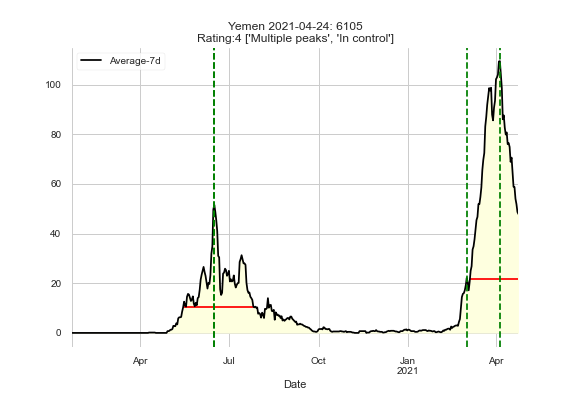 Yemen 2021-04-24: 6105
Rating:4 ['Multiple peaks', 'In control']
Average-7d
100
80
60
40
20
0
Apr Jul Oct Jan Apr
2021
Date